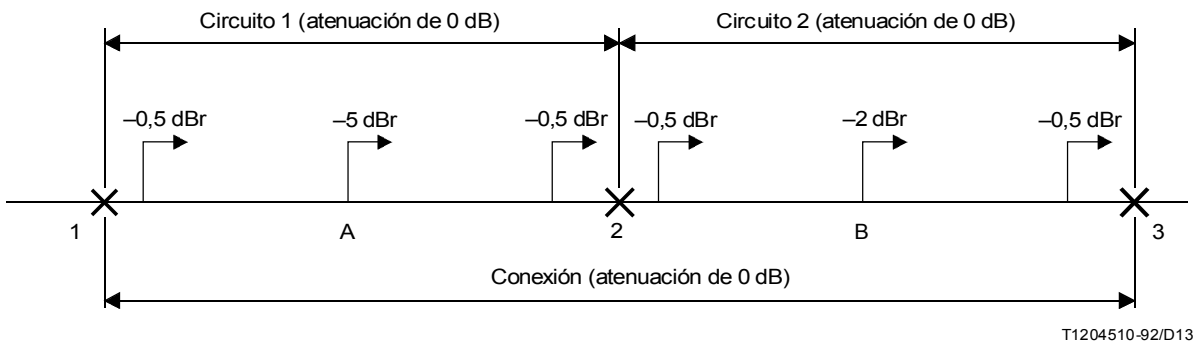 Circuito 1 (atenuación de 0 dB) Circuito 2 (atenuación de 0 dB)
–0,5 dBr –5 dBr –0,5 dBr –0,5 dBr –2 dBr –0,5 dBr
1 A 2 B 3
Conexión (atenuación de 0 dB)
T1204510-92/D13